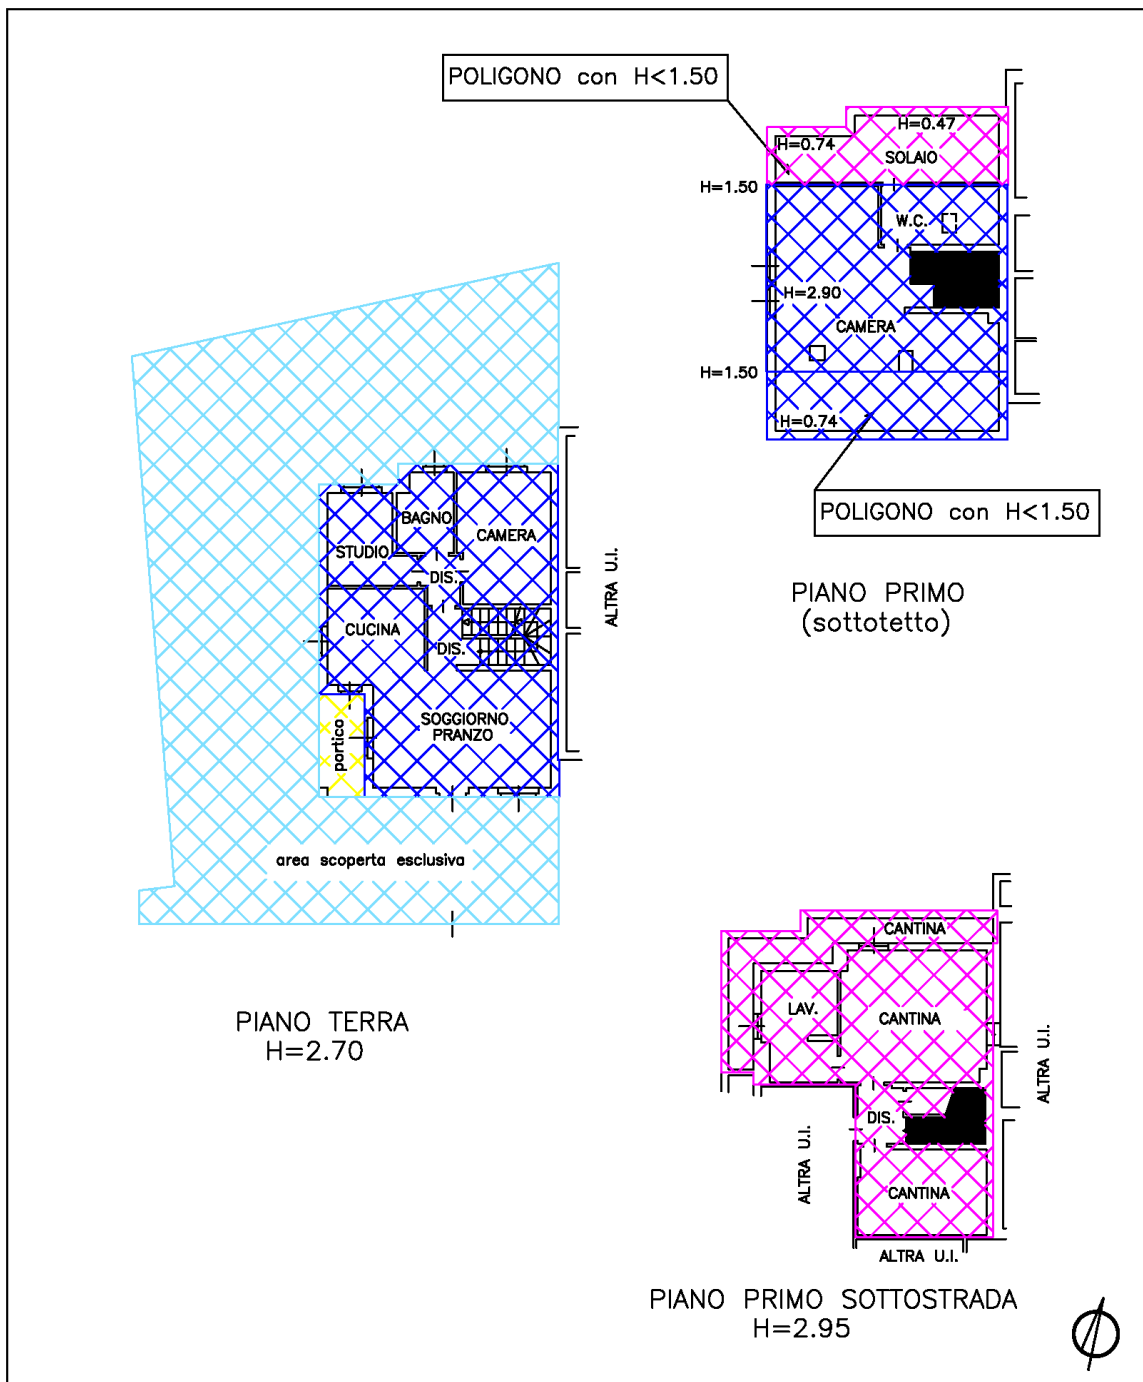 POLIGONO con H<1.50
H=0.47
H=0.74
SOLAIO
H=1.50
W.C.
H=2.90
CAMERA
H=1.50
H=0.74
POLIGONO con H<1.50
PIANO PRIMO
(sottotetto)
BAGNO
CAMERA
STUDIO
DIS.
ALTRA U.I.
CUCINA
DIS.
SOGGIORNO
PRANZO
portico
area scoperta esclusiva
PIANO TERRA
H=2.70
CANTINA
LAV.
CANTINA
ALTRA U.I.
DIS.
ALTRA U.I.
CANTINA
ALTRA U.I.
PIANO PRIMO SOTTOSTRADA
H=2.95